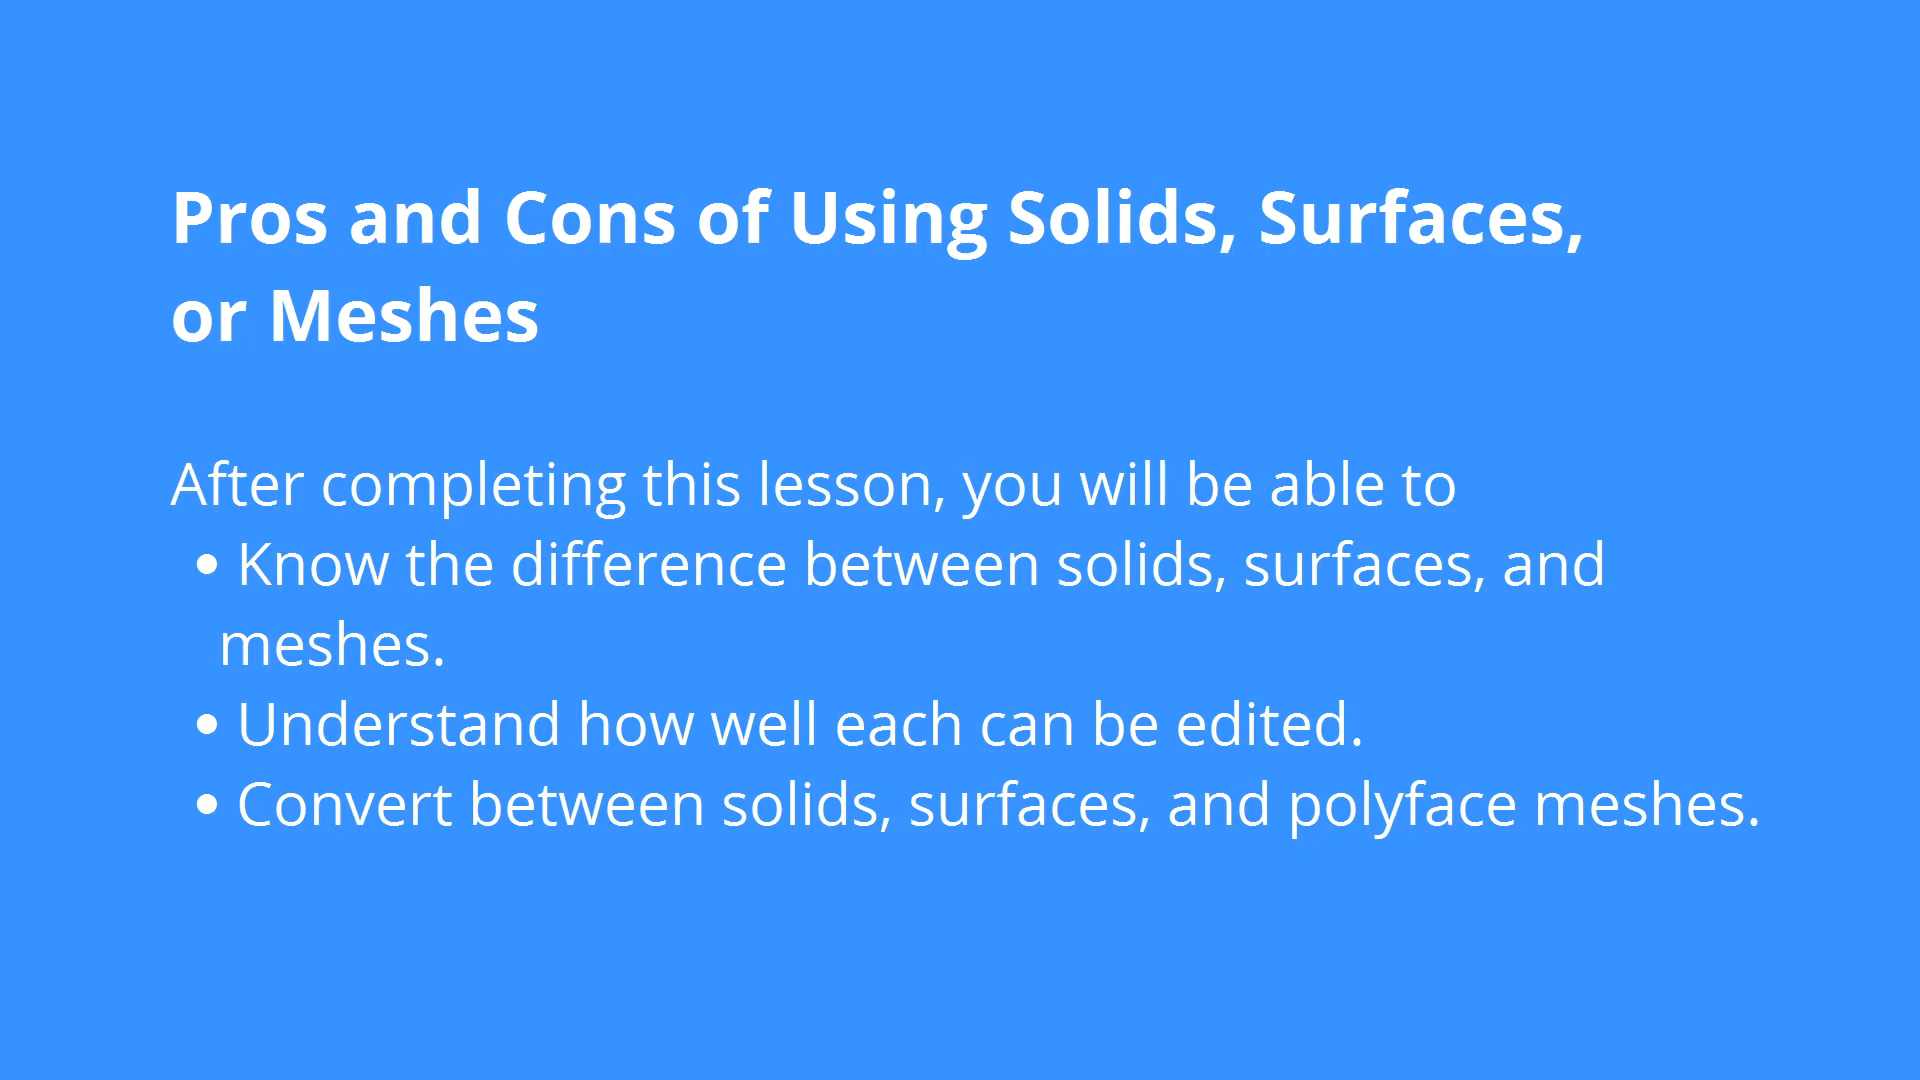 Pros and Cons of Using Solids, Surfaces,
or Meshes
After completing this lesson, you will be able to
• Know the difference between solids, surfaces, and
meshes.
• Understand how well each can be edited.
• Convert between solids, surfaces, and polyface meshes.